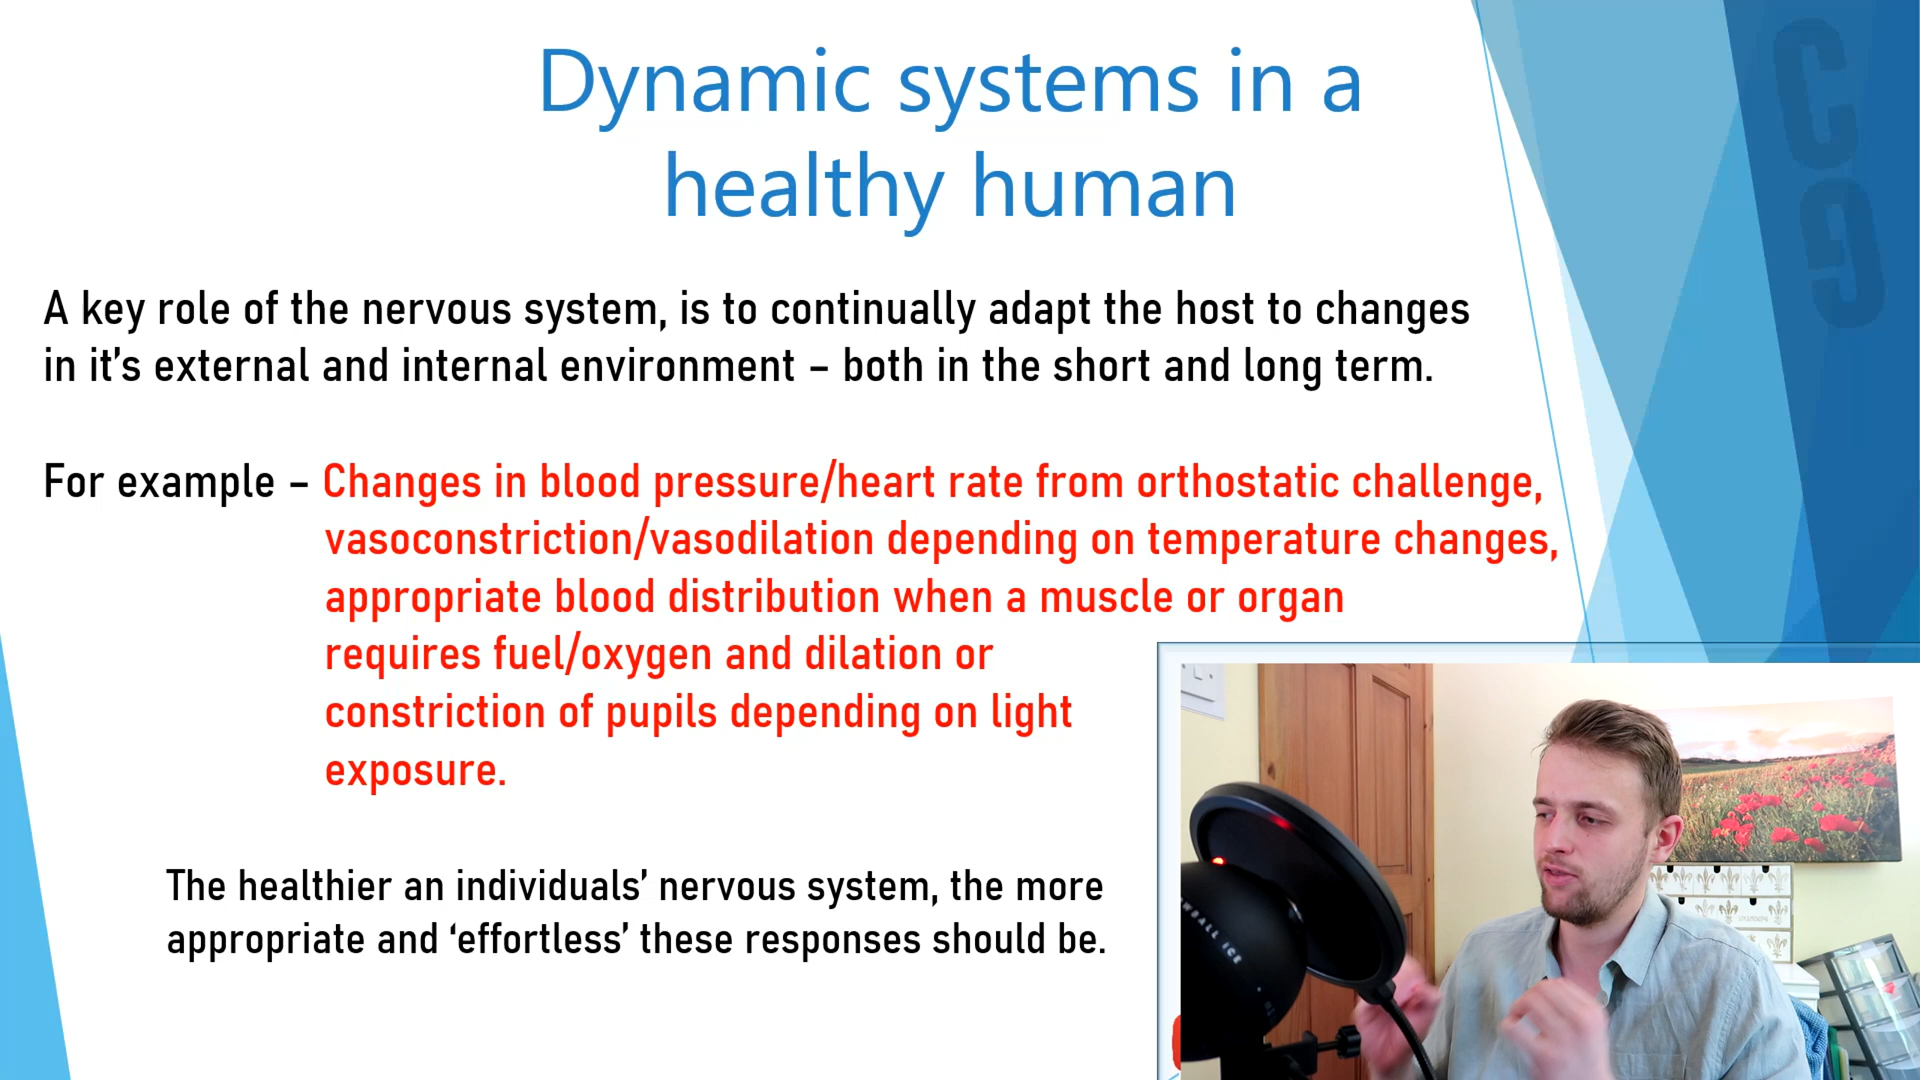 Dynamic systems in a
healthy human
A key role of the nervous system, is to continually adapt the host to changes
in it's external and internal environment – both in the short and long term.
For example – Changes in blood pressure/heart rate from orthostatic challenge,
vasoconstriction/vasodilation depending on temperature changes,
appropriate blood distribution when a muscle or organ
requires fuel/oxygen and dilation or
constriction of pupils depending on light
exposure.
The healthier an individuals’ nervous system, the more
appropriate and ‘effortless’ these responses should be.